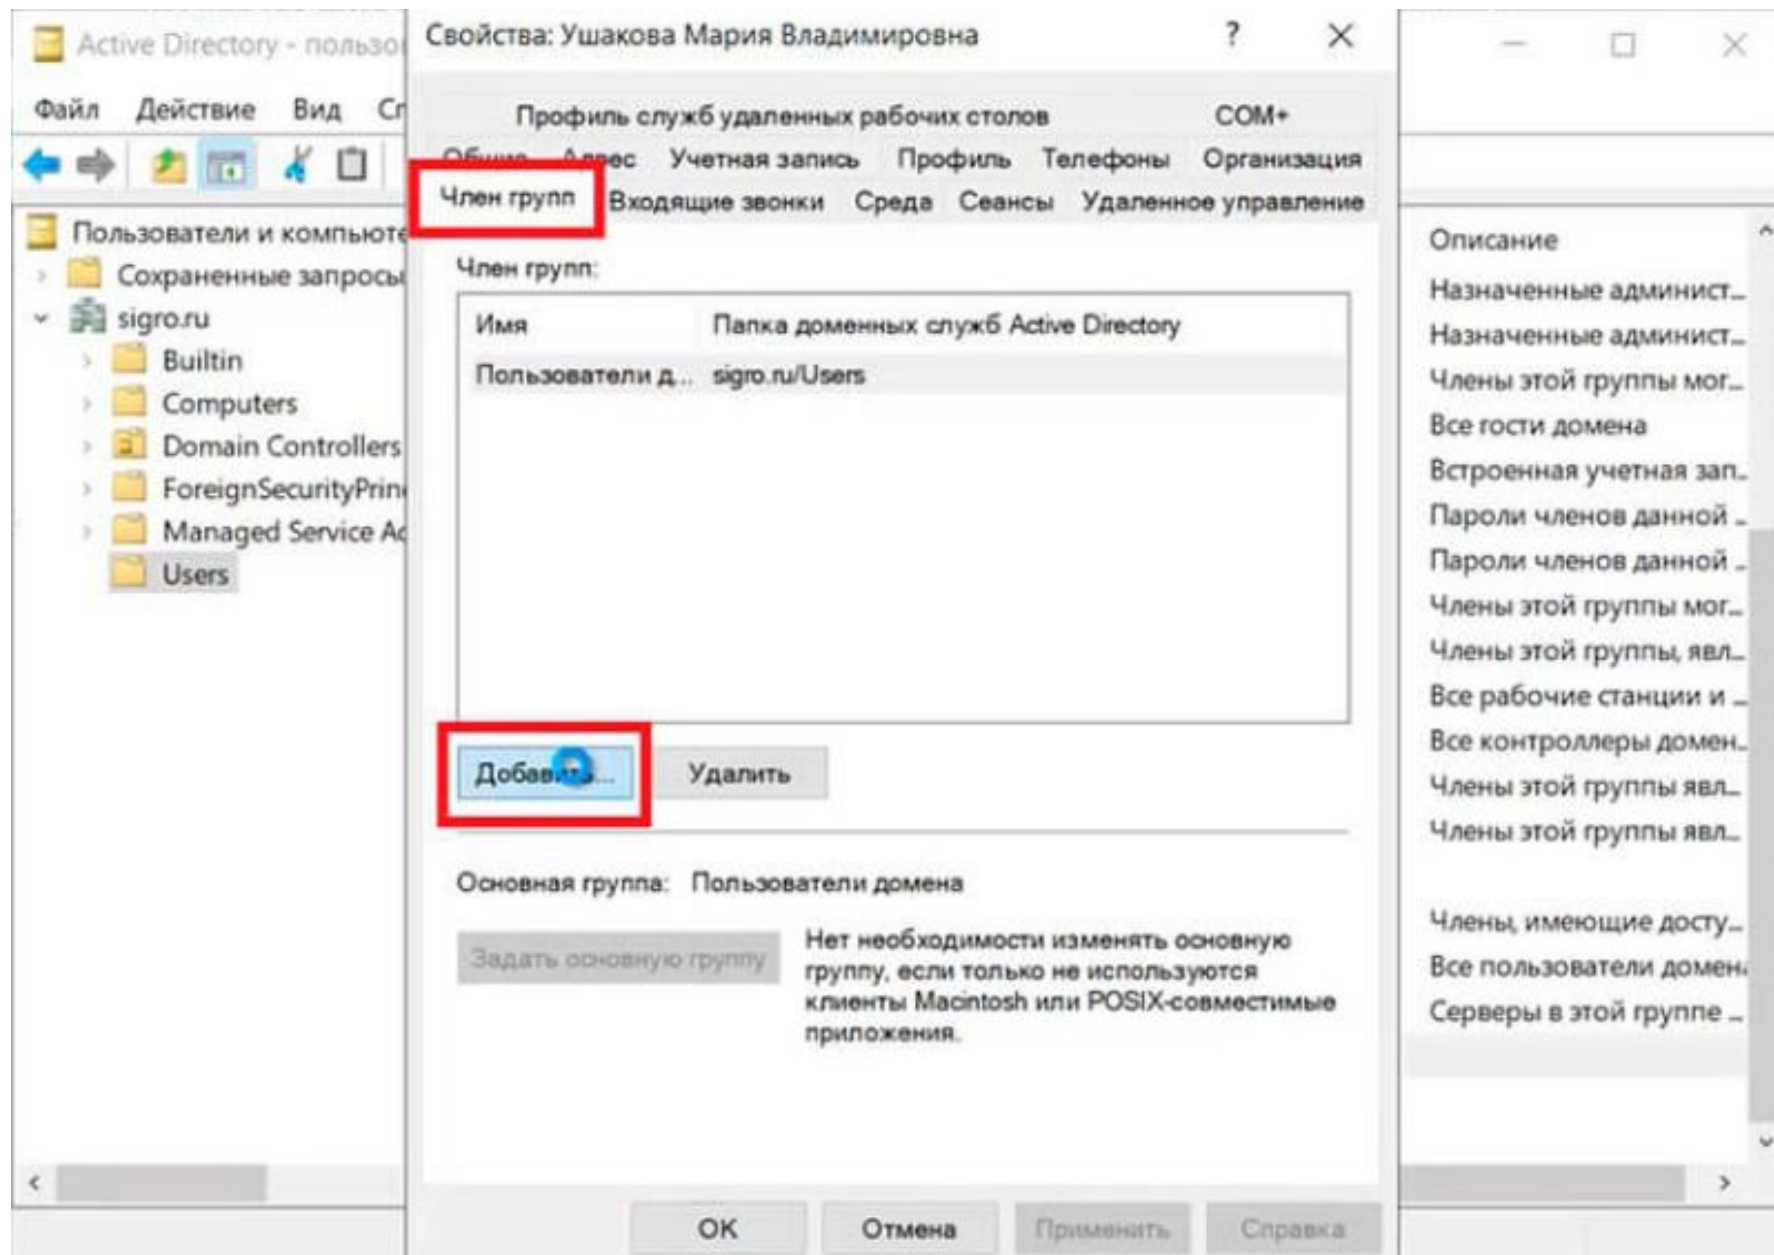 Active Directory - пользо
Файл Действие Вид Сп
Пользователи и компьюте
Сохраненные запросы
sigro.ru
Builtin
Computers
Domain Controllers
ForeignSecurityPrin
Managed Service Ac
Users
Свойства: Ушакова Мария Владимировна ? ×
Профиль служб удаленных рабочих столов COM+
Общие Адрес Учетная запись Профиль Телефоны Организация
Член групп Входящие звонки Среда Сеансы Удаленное управление
Член групп:
Имя Папка доменных служб Active Directory
Пользователи д... sigro.ru/Users
Добавить... Удалить
Основная группа: Пользователи домена
Задать основную группу
Нет необходимости изменять основную
группу, если только не используются
клиенты Macintosh или POSIX-совместимые
приложения.
OK Отмена Применить Справка
Описание
Назначенные админист...
Назначенные админист...
Члены этой группы мог...
Все гости домена
Встроенная учетная зап...
Пароли членов данной ...
Пароли членов данной ...
Члены этой группы мог...
Члены этой группы, явл...
Все рабочие станции и ...
Все контроллеры домен...
Члены этой группы явл...
Члены этой группы явл...
Члены, имеющие досту...
Все пользователи домена
Серверы в этой группе ...